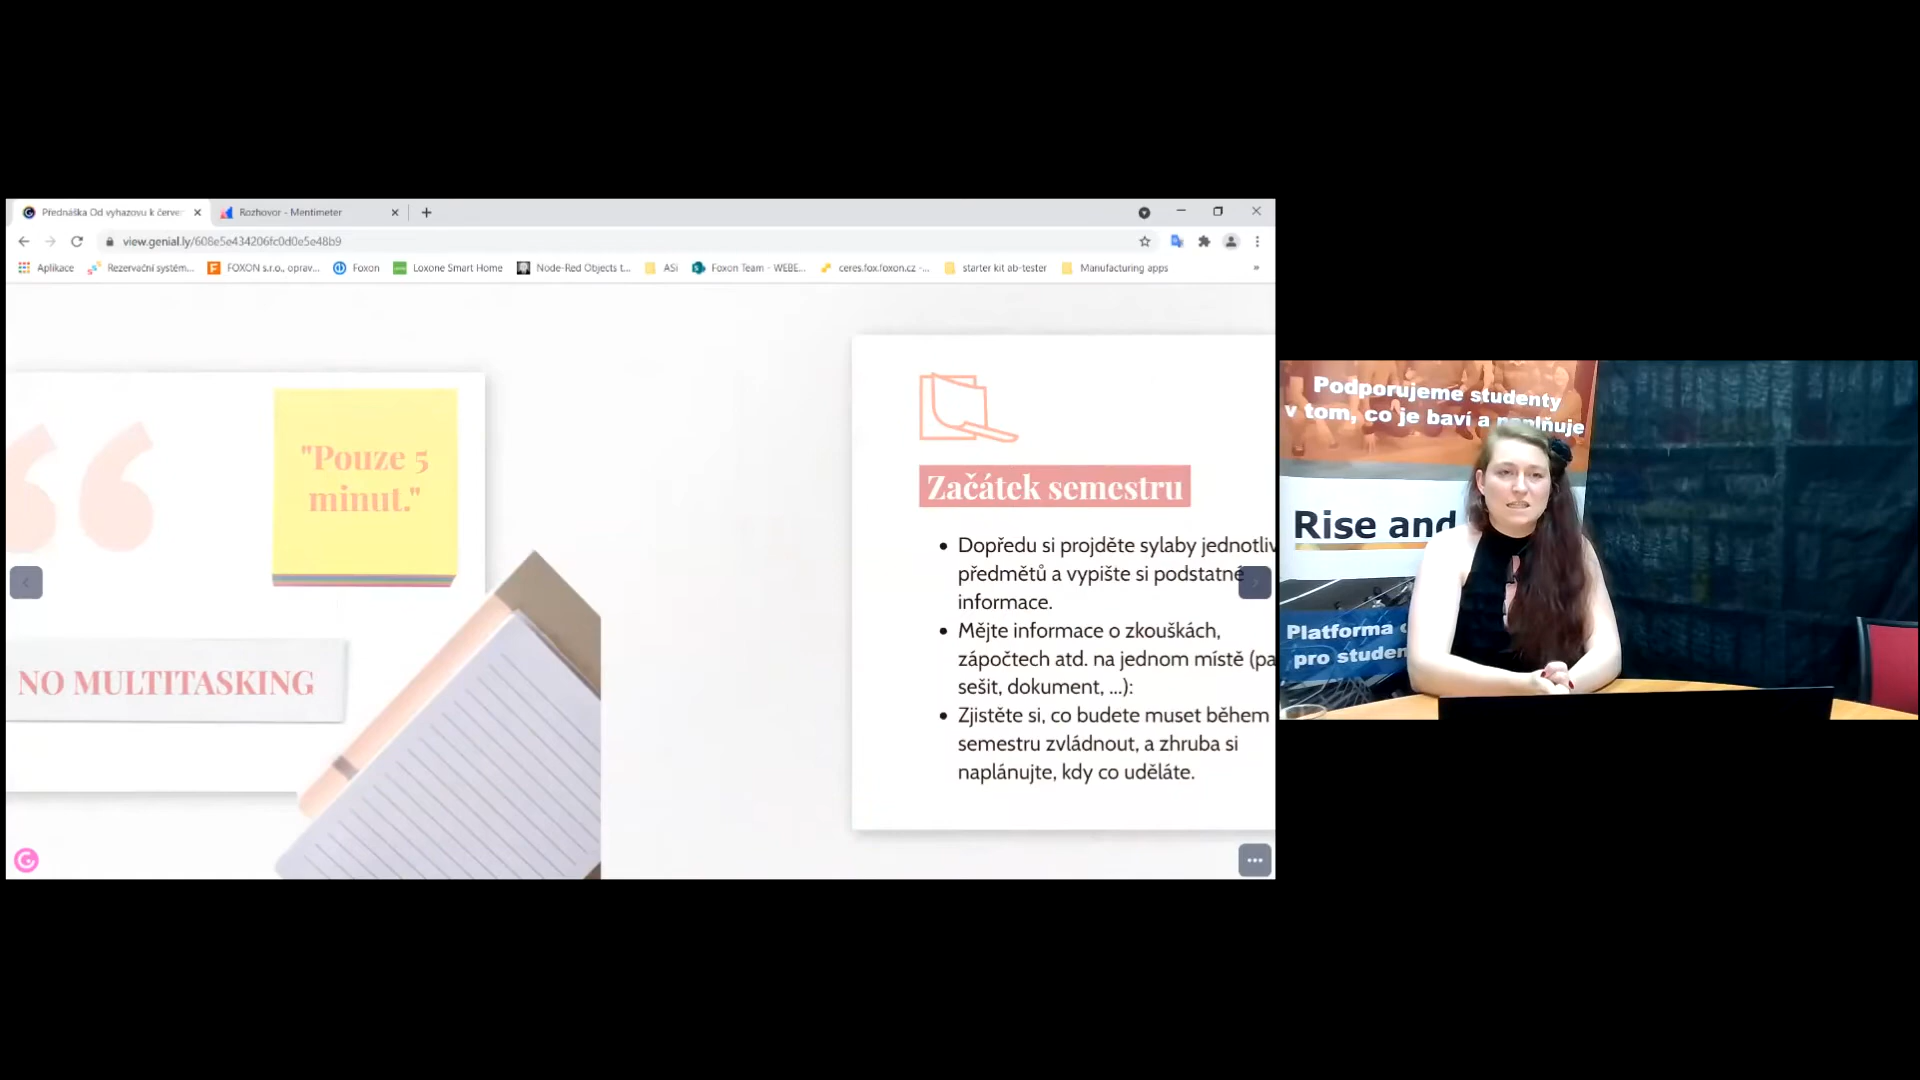 Přednáška Od vyhazovu k červe
Rozhovor - Mentimeter
view.genial.ly/608e5e434206fc0d0e5e48b9
Aplikace
Rezervační systém...
FOXON s.r.o., oprav...
Foxon
Loxone Smart Home
Node-Red Objects t...
ASi
Foxon Team - WEBE...
ceres.fox.foxon.cz -...
starter kit ab-tester
Manufacturing apps
"Pouze 5
minut."
NO MULTITASKING
Začátek semestru
• Dopředu si projděte sylaby jednotliv
předmětů a vypište si podstatné
informace.
• Mějte informace o zkouškách,
zápočtech atd. na jednom místě (pa
sešit, dokument, ...):
• Zjistěte si, co budete muset během
semestru zvládnout, a zhruba si
naplánujte, kdy co uděláte.
Podporujeme studenty
v tom, co je baví a naplňuje
Rise and
Platforma
pro studen